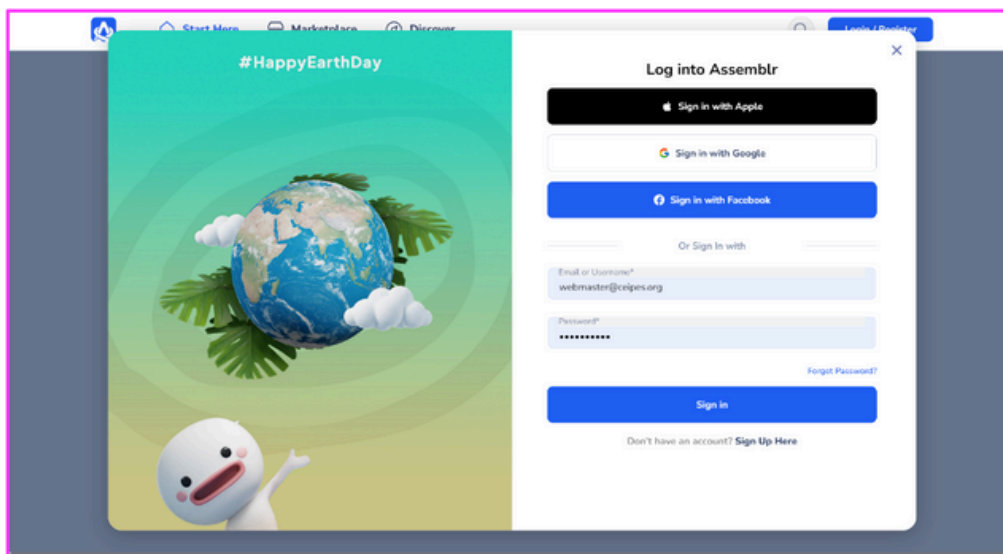 Start Here Marketplace Discover Login / Register
#HappyEarthDay
Log into Assemblr
Sign in with Apple
Sign in with Google
Sign in with Facebook
Or Sign In with
Email or Username*
webmaster@ceipes.org
Password*
••••••••••
Forgot Password?
Sign in
Don't have an account? Sign Up Here